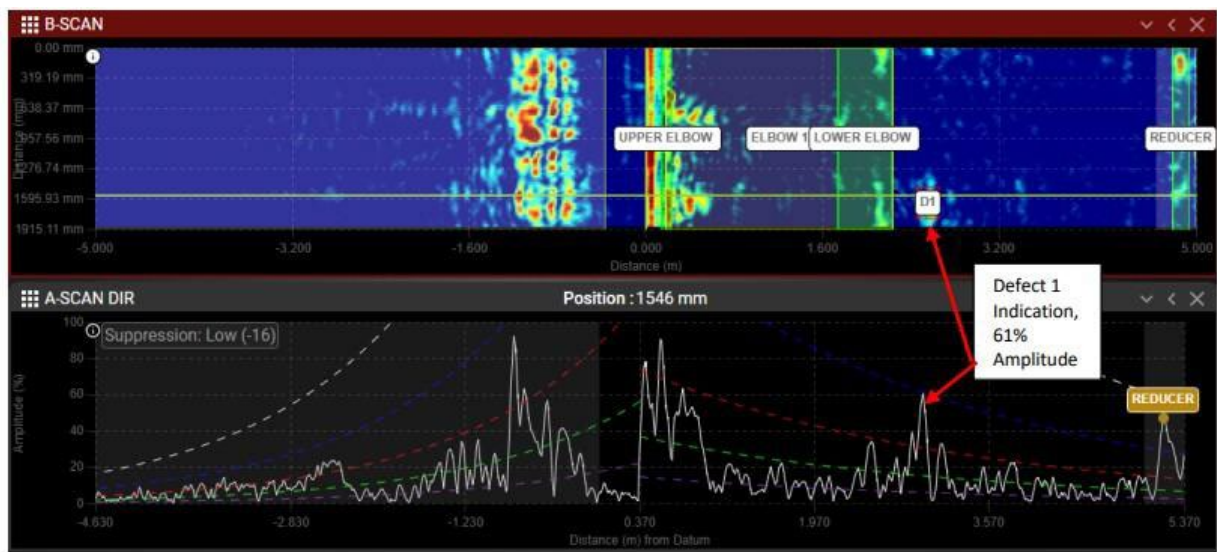 B-SCAN
0.00 mm
319.19 mm
638.37 mm
957.56 mm
1276.74 mm
1595.93 mm
1915.11 mm
Distance (mm)
UPPER ELBOW
ELBOW 1
LOWER ELBOW
REDUCER
D1
-5.000
-3.200
-1.600
0.000
1.600
3.200
5.000
Distance (m)
A-SCAN DIR
Position :1546 mm
Suppression: Low (-16)
Defect 1
Indication,
61%
Amplitude
REDUCER
100
80
60
40
20
0
Amplitude (%)
-4.630
-2.830
-1.230
0.370
1.970
3.570
5.370
Distance (m) from Datum